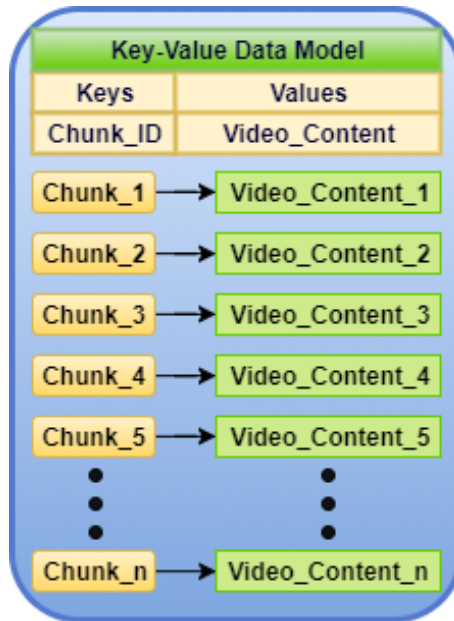 Key-Value Data Model
Keys Values
Chunk_ID Video_Content
Chunk_1 Video_Content_1
Chunk_2 Video_Content_2
Chunk_3 Video_Content_3
Chunk_4 Video_Content_4
Chunk_5 Video_Content_5
Chunk_n Video_Content_n